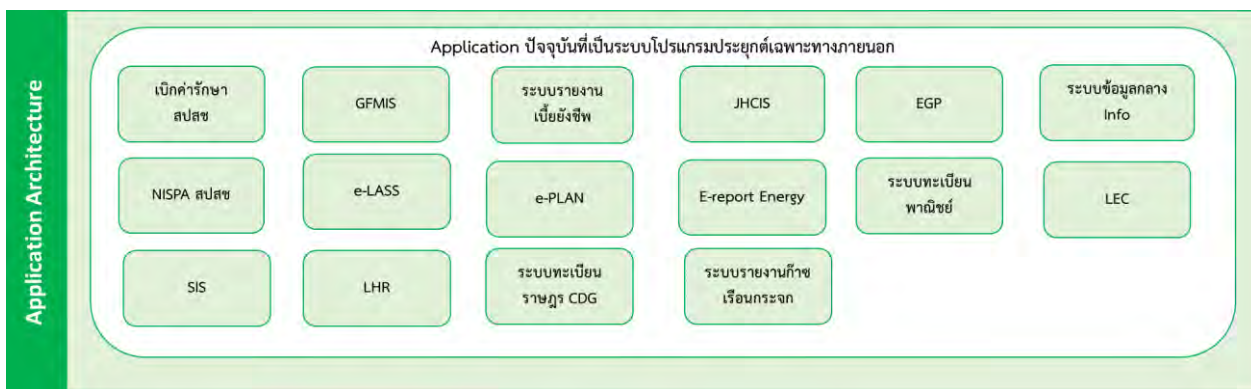 Application Architecture
Application ปัจจุบันที่เป็นระบบโปรแกรมประยุกต์เฉพาะทางภายนอก
เบิกค่ารักษา
สปสช
GFMIS
ระบบรายงาน
เบี้ยยังชีพ
JHCIS
EGP
ระบบข้อมูลกลาง
Info
NISPA สปสช
e-LASS
e-PLAN
E-report Energy
ระบบทะเบียน
พาณิชย์
LEC
SIS
LHR
ระบบทะเบียน
ราษฎร CDG
ระบบรายงานก๊าซ
เรือนกระจก